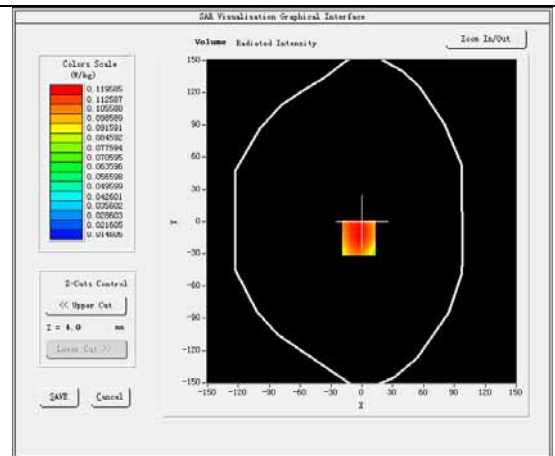 SAR Visualisation Graphical Interface
Volume Radiated Intensity
Zoom In/Out
Colors Scale
(W/kg)
0.119585
0.112587
0.105588
0.098589
0.091591
0.084592
0.077594
0.070595
0.063596
0.056598
0.049599
0.042601
0.035602
0.028603
0.021605
0.014606
Z-Cuts Control
<< Upper Cut
Z = 4.0 mm
Lower Cut >>
SAVE Cancel
150
120
90
60
30
0
-30
-60
-90
-120
-150
Y
-150 -120 -90 -60 -30 0 30 60 90 120 150
X